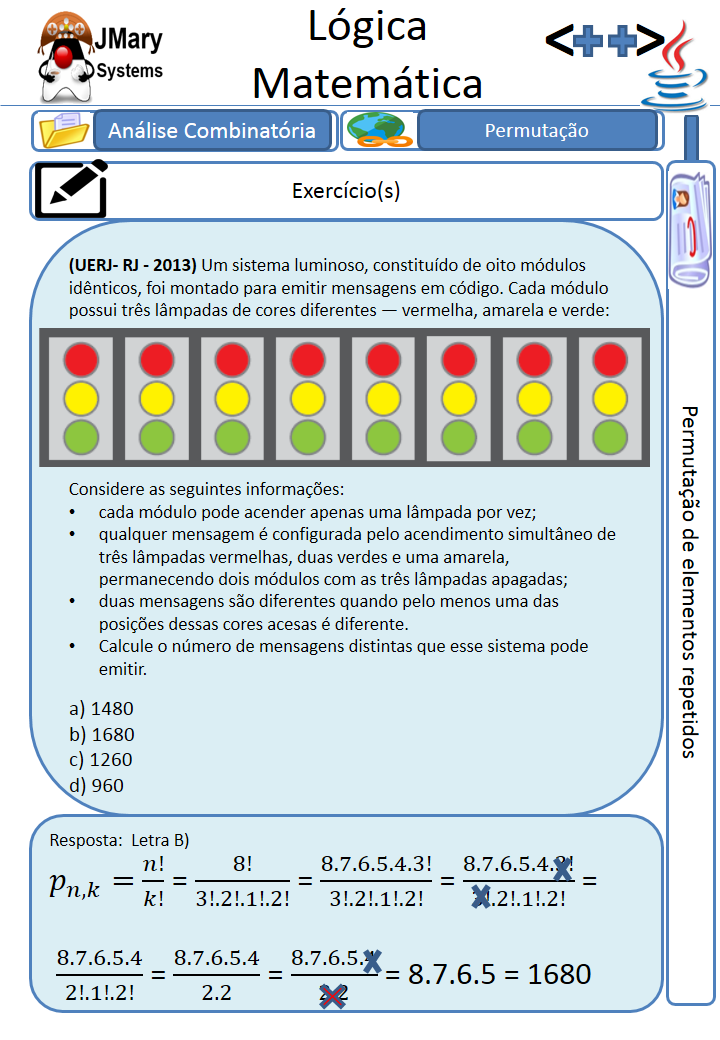 JMary
Systems
Lógica
Matemática
<++>
Análise Combinatória
Permutação
Exercício(s)
(UERJ- RJ - 2013) Um sistema luminoso, constituído de oito módulos
idênticos, foi montado para emitir mensagens em código. Cada módulo
possui três lâmpadas de cores diferentes — vermelha, amarela e verde:
Considere as seguintes informações:
• cada módulo pode acender apenas uma lâmpada por vez;
• qualquer mensagem é configurada pelo acendimento simultâneo de
três lâmpadas vermelhas, duas verdes e uma amarela,
permanecendo dois módulos com as três lâmpadas apagadas;
• duas mensagens são diferentes quando pelo menos uma das
posições dessas cores acesas é diferente.
• Calcule o número de mensagens distintas que esse sistema pode
emitir.
a) 1480
b) 1680
c) 1260
d) 960
Permutação de elementos repetidos
Resposta: Letra B)
p_{n,k} = n!/k! = 8!/3!.2!.1!.2! = 8.7.6.5.4.3!/3!.2!.1!.2! = 8.7.6.5.4.3!/3!.2!.1!.2! =
8.7.6.5.4/2!.1!.2! = 8.7.6.5.4/2.2 = 8.7.6.5.4/2.2 = 8.7.6.5 = 1680